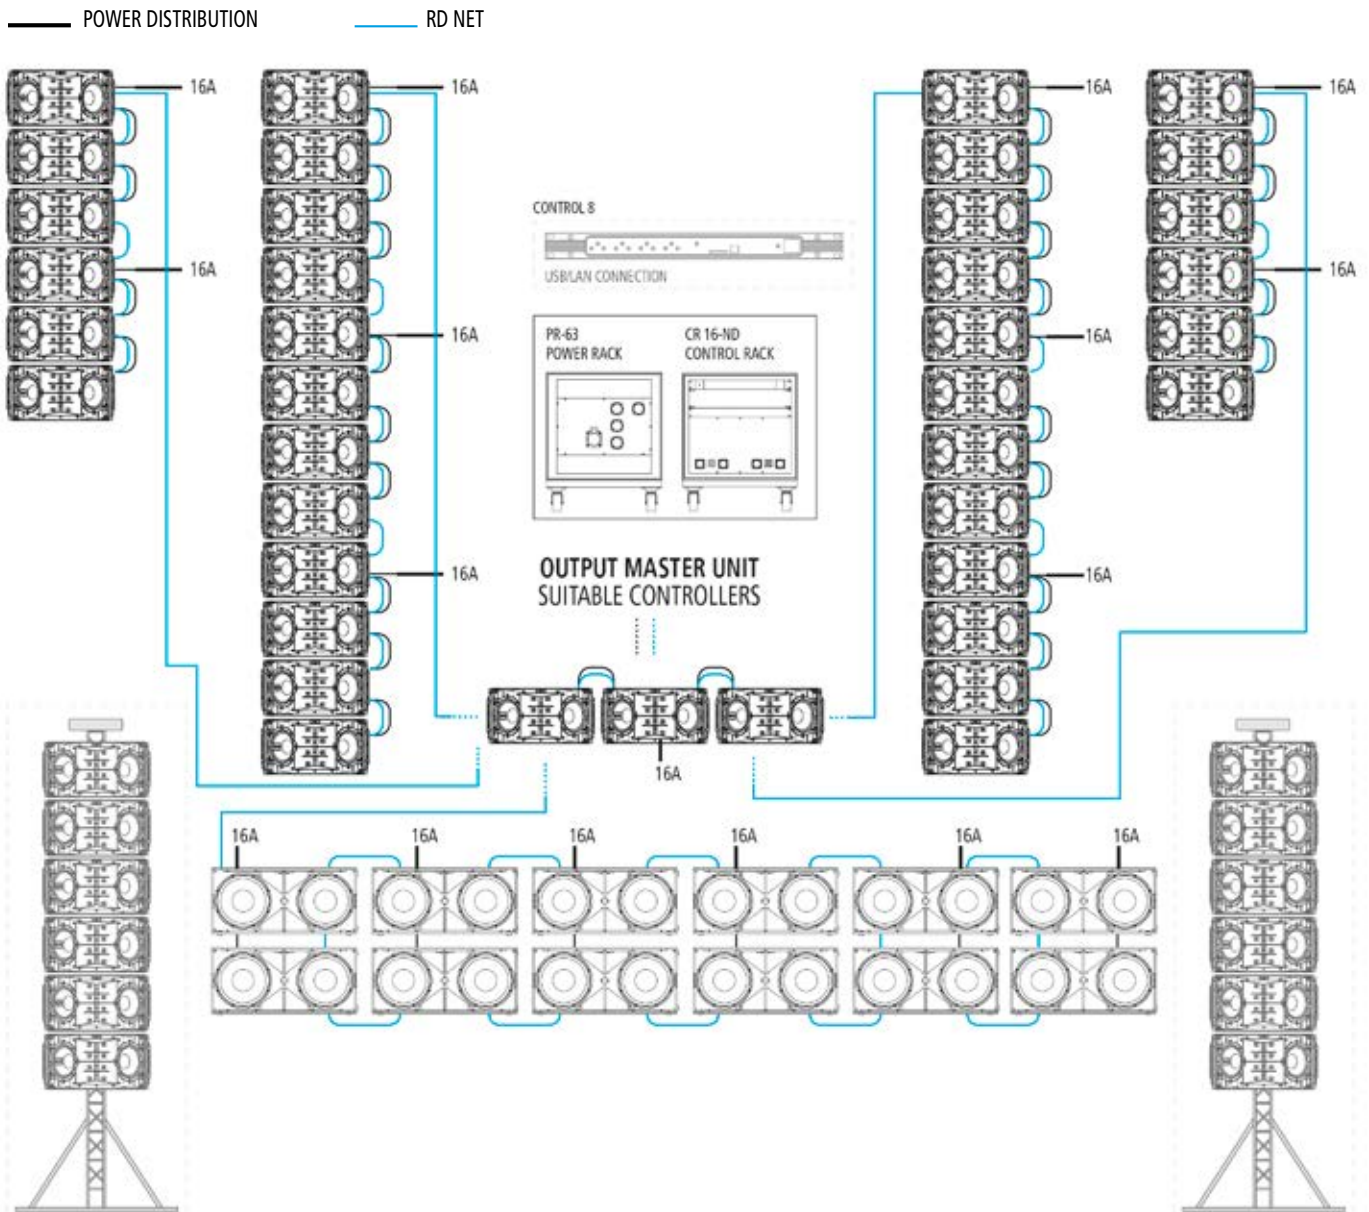 POWER DISTRIBUTION
RD NET
16A
16A
16A
16A
CONTROL 8
USB/LAN CONNECTION
16A
16A
PR-63
POWER RACK
CR 16-ND
CONTROL RACK
16A
16A
16A
16A
OUTPUT MASTER UNIT
SUITABLE CONTROLLERS
16A
16A
16A
16A
16A
16A
16A